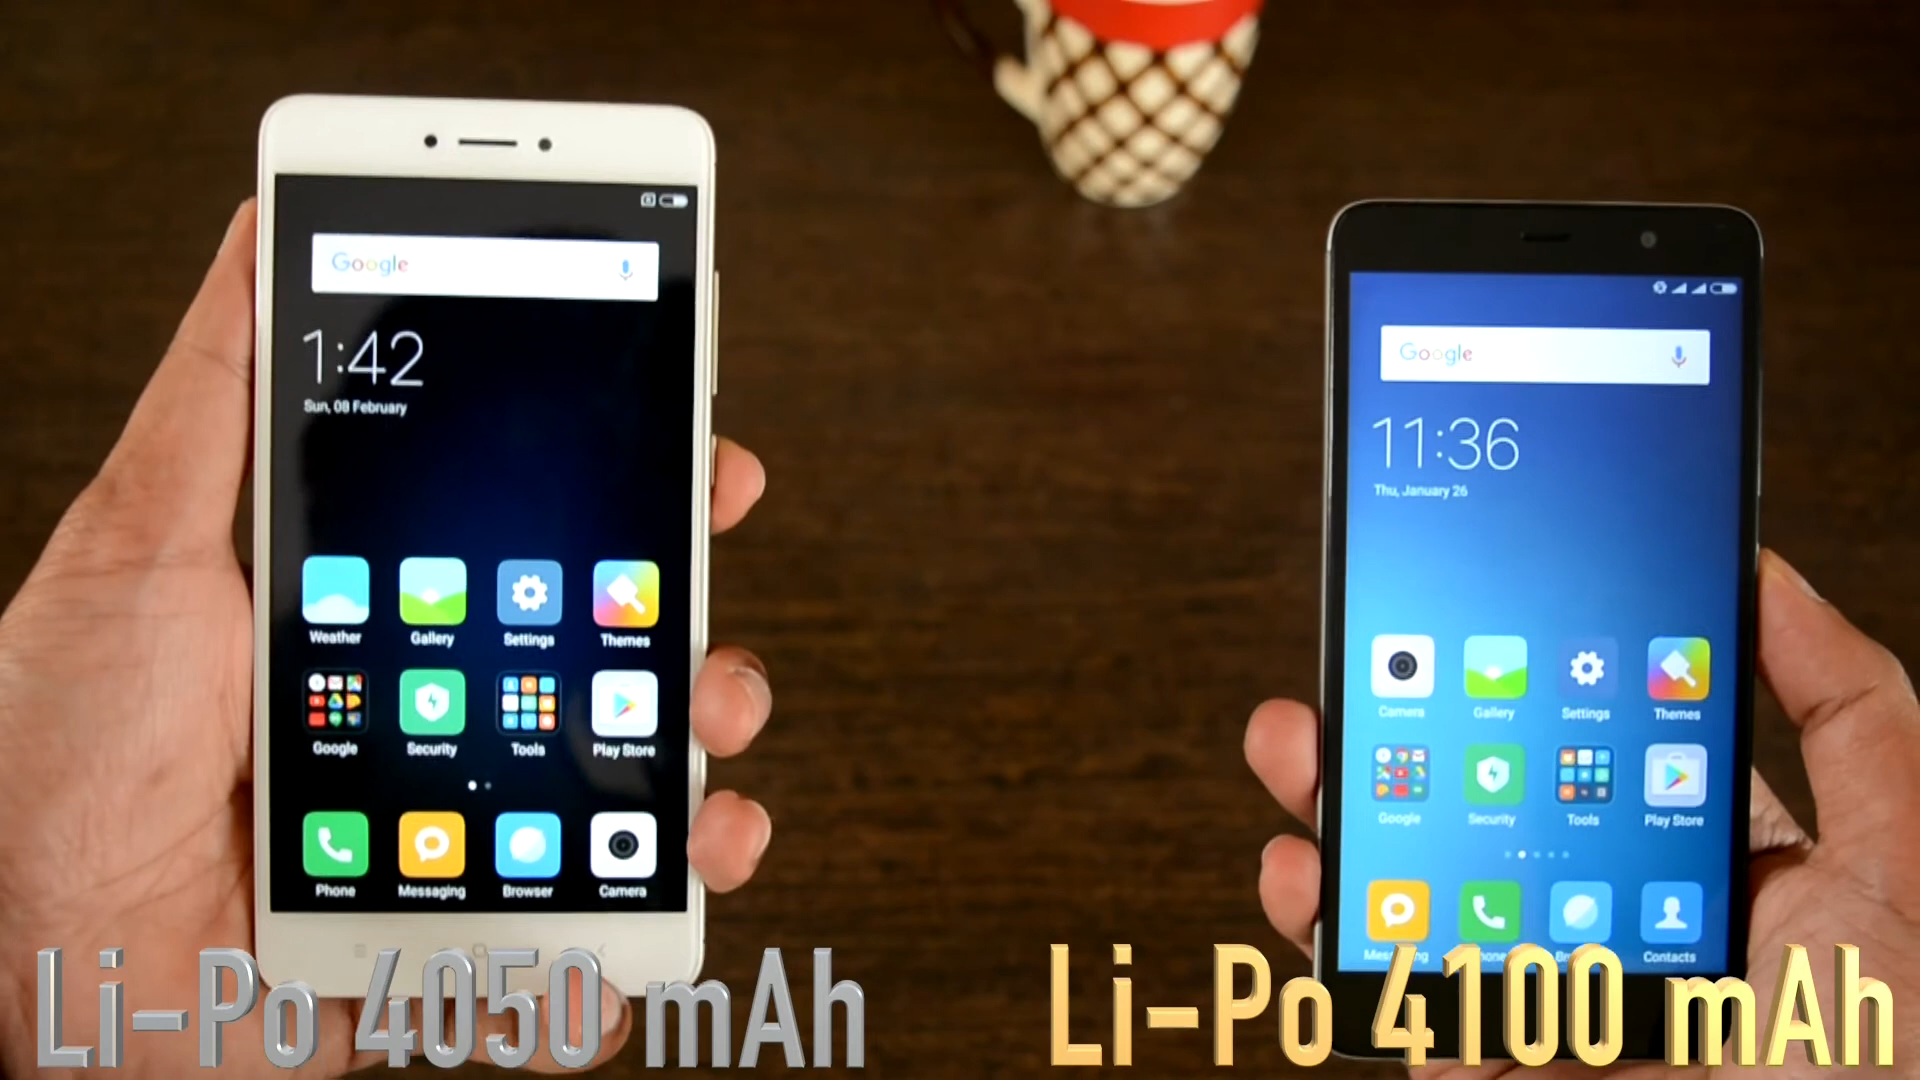 Google
1:42
Sun, 08 February
Weather Gallery Settings Themes
Google Security Tools Play Store
Phone Messaging Browser Camera
Li-Po 4050 mAh
Google
11:36
Thu, January 26
Camera Gallery Settings Themes
Google Security Tools Play Store
Contacts
Li-Po 4100 mAh